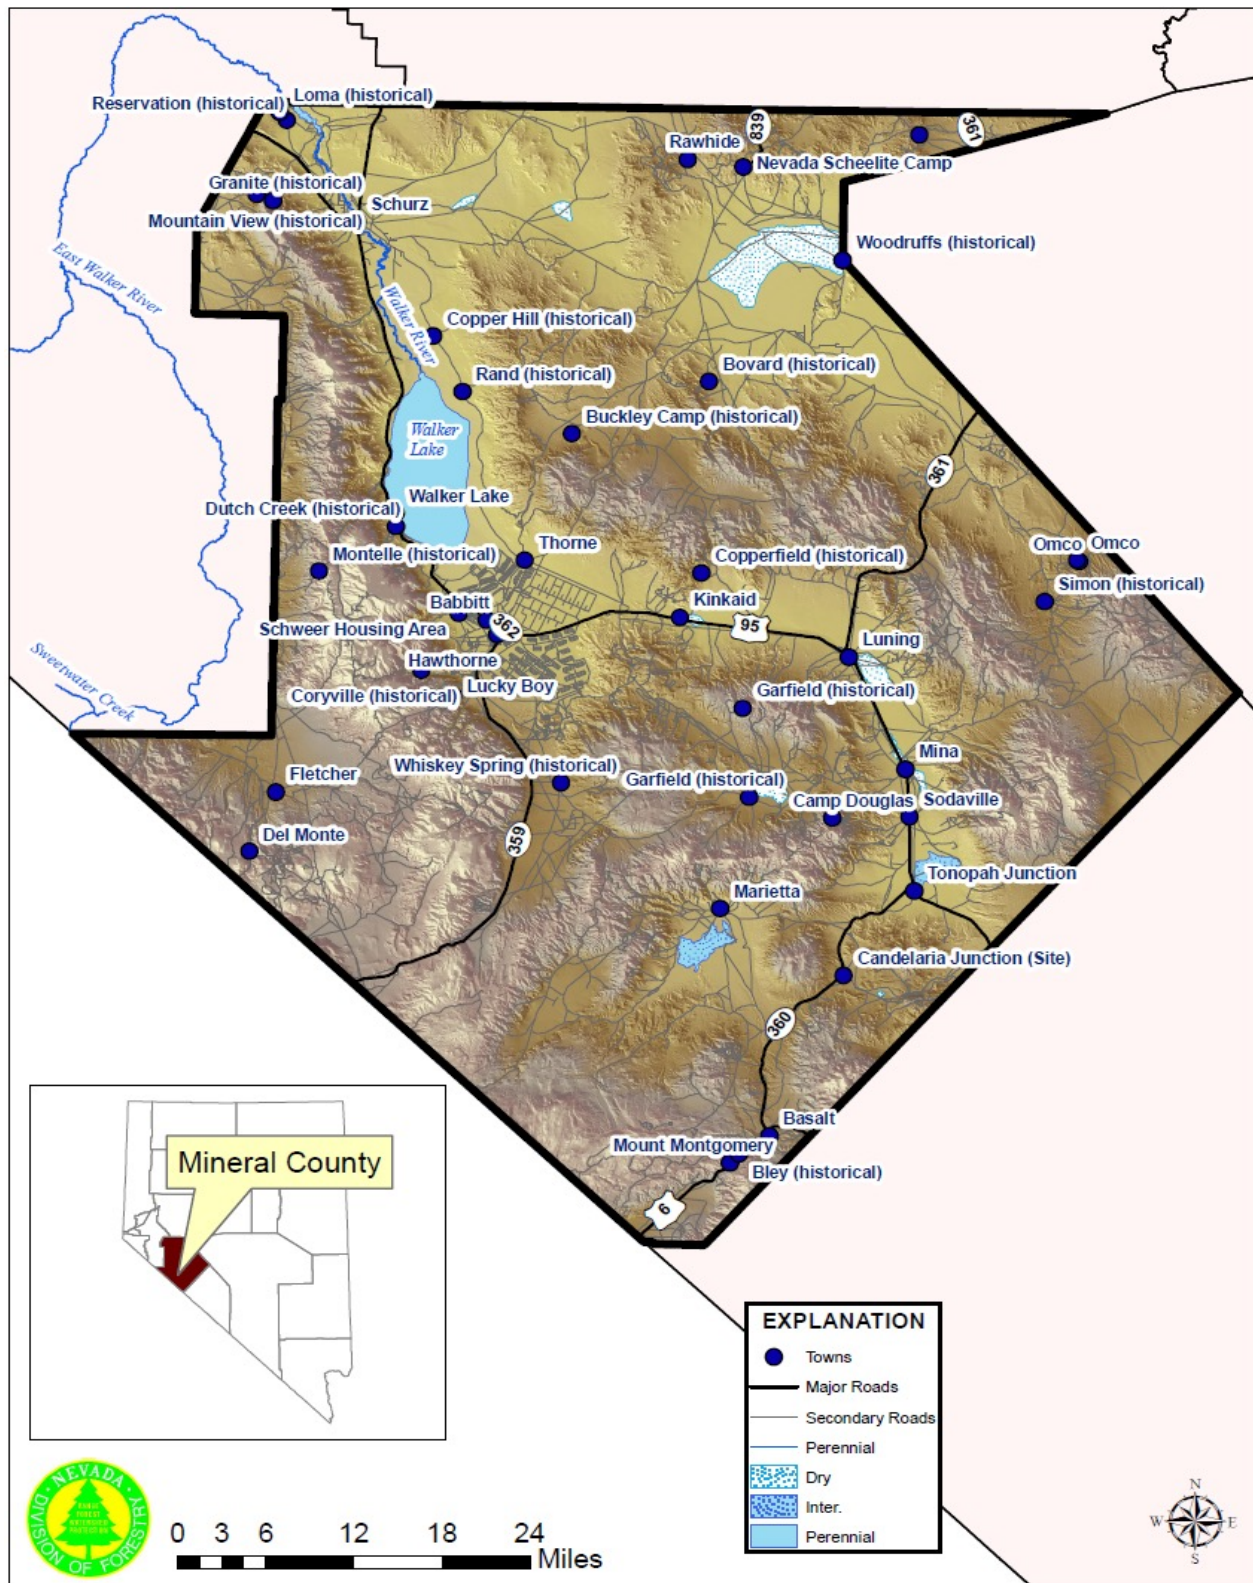 Loma (historical)
Reservation (historical)
839
361
Rawhide
Nevada Scheelite Camp
Granite (historical)
Schurz
Mountain View (historical)
Woodruffs (historical)
East Walker River
Walker River
Copper Hill (historical)
Bovard (historical)
Rand (historical)
Buckley Camp (historical)
Walker
Lake
361
Walker Lake
Dutch Creek (historical)
Montelle (historical)
Thorne
Copperfield (historical)
Omco
Omco
Simon (historical)
Babbitt
Kinkaid
362
95
Schweer Housing Area
Luning
Hawthorne
Lucky Boy
Coryville (historical)
Garfield (historical)
Sweetwater Creek
Mina
Whiskey Spring (historical)
Fletcher
Garfield (historical)
Camp Douglas
Sodaville
Del Monte
359
Tonopah Junction
Marietta
Candelaria Junction (Site)
360
Basalt
Mount Montgomery
Bley (historical)
6
Mineral County
EXPLANATION
Towns
Major Roads
Secondary Roads
Perennial
Dry
Inter.
Perennial
NEVADA
DIVISION OF FORESTRY
0 3 6 12 18 24
Miles
N
W E
S